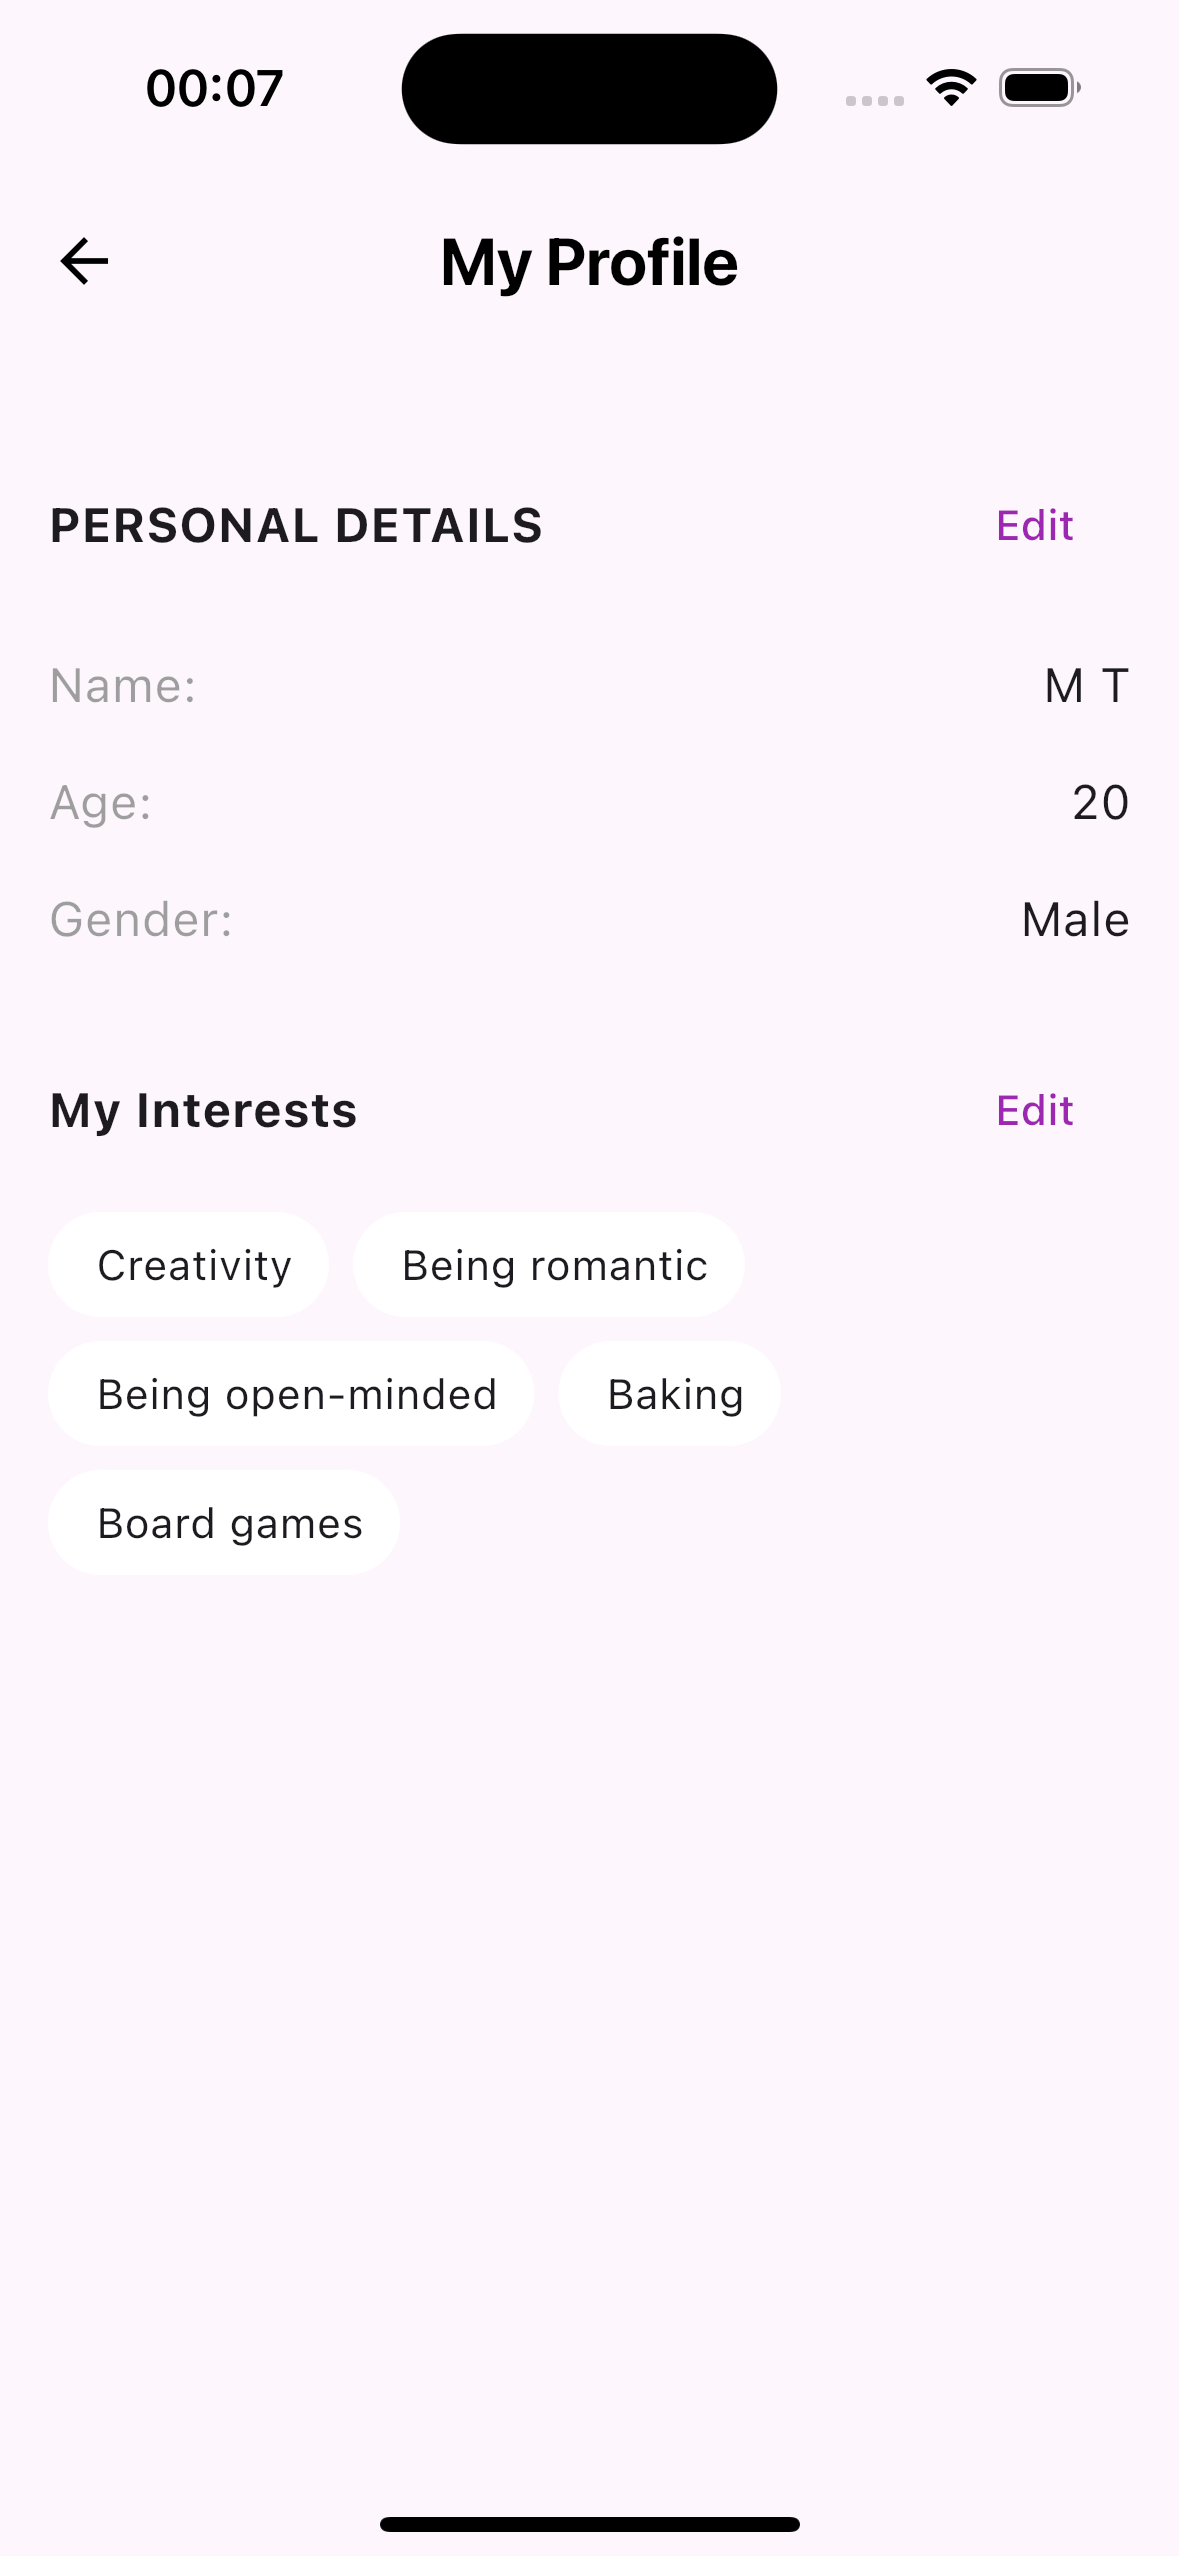 00:07
My Profile
PERSONAL DETAILS Edit
Name: M T
Age: 20
Gender: Male
My Interests Edit
Creativity Being romantic
Being open-minded Baking
Board games